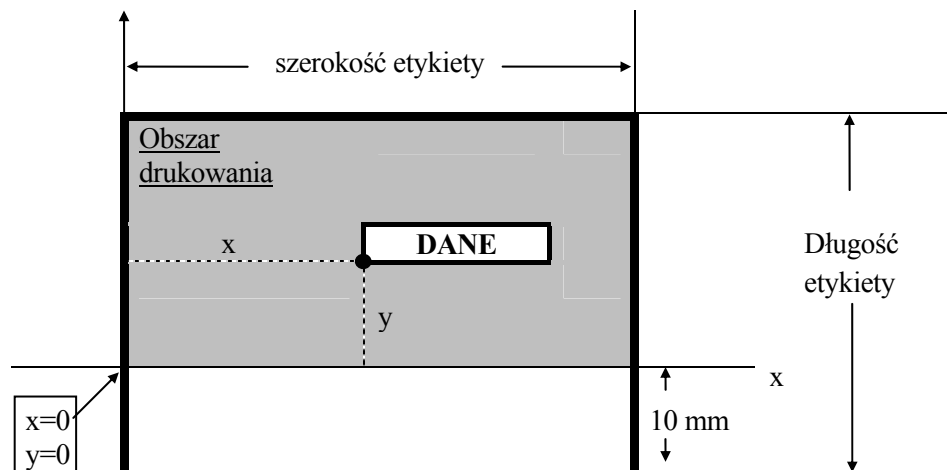 szerokość etykiety
Obszar
drukowania
x
DANE
y
Długość
etykiety
x
x=0
y=0
10 mm